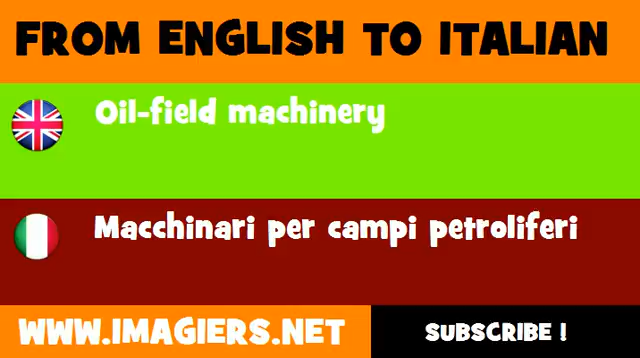 FROM ENGLISH TO ITALIAN
Oil-field machinery
Macchinari per campi petroliferi
WWW.IMAGIERS.NET
SUBSCRIBE !